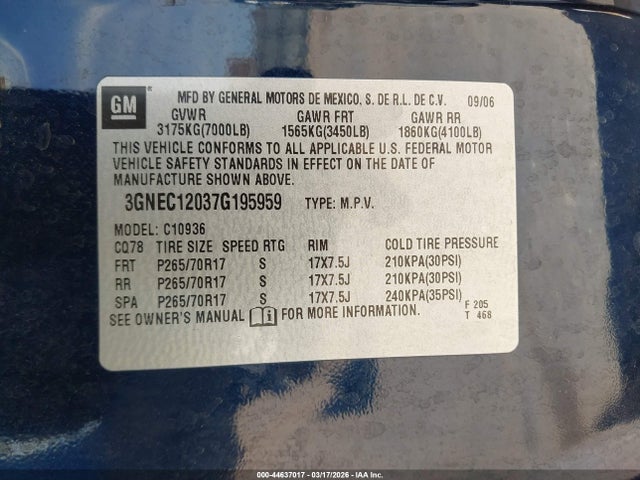 GM ® MFD BY GENERAL MOTORS DE MEXICO, S. DE R.L. DE C.V. 09/06
GVWR GAWR FRT GAWR RR
3175KG(7000LB) 1565KG(3450LB) 1860KG(4100LB)
THIS VEHICLE CONFORMS TO ALL APPLICABLE U.S. FEDERAL MOTOR
VEHICLE SAFETY STANDARDS IN EFFECT ON THE DATE OF
MANUFACTURE SHOWN ABOVE.
3GNEC12037G195959 TYPE: M.P.V.
MODEL: C10936
CQ78 TIRE SIZE SPEED RTG RIM COLD TIRE PRESSURE
FRT P265/70R17 S 17X7.5J 210KPA(30PSI)
RR P265/70R17 S 17X7.5J 210KPA(30PSI)
SPA P265/70R17 S 17X7.5J 240KPA(35PSI)
SEE OWNER'S MANUAL i FOR MORE INFORMATION.
F 205
T 468
000-44637017 — 03/17/2026 — IAA Inc.